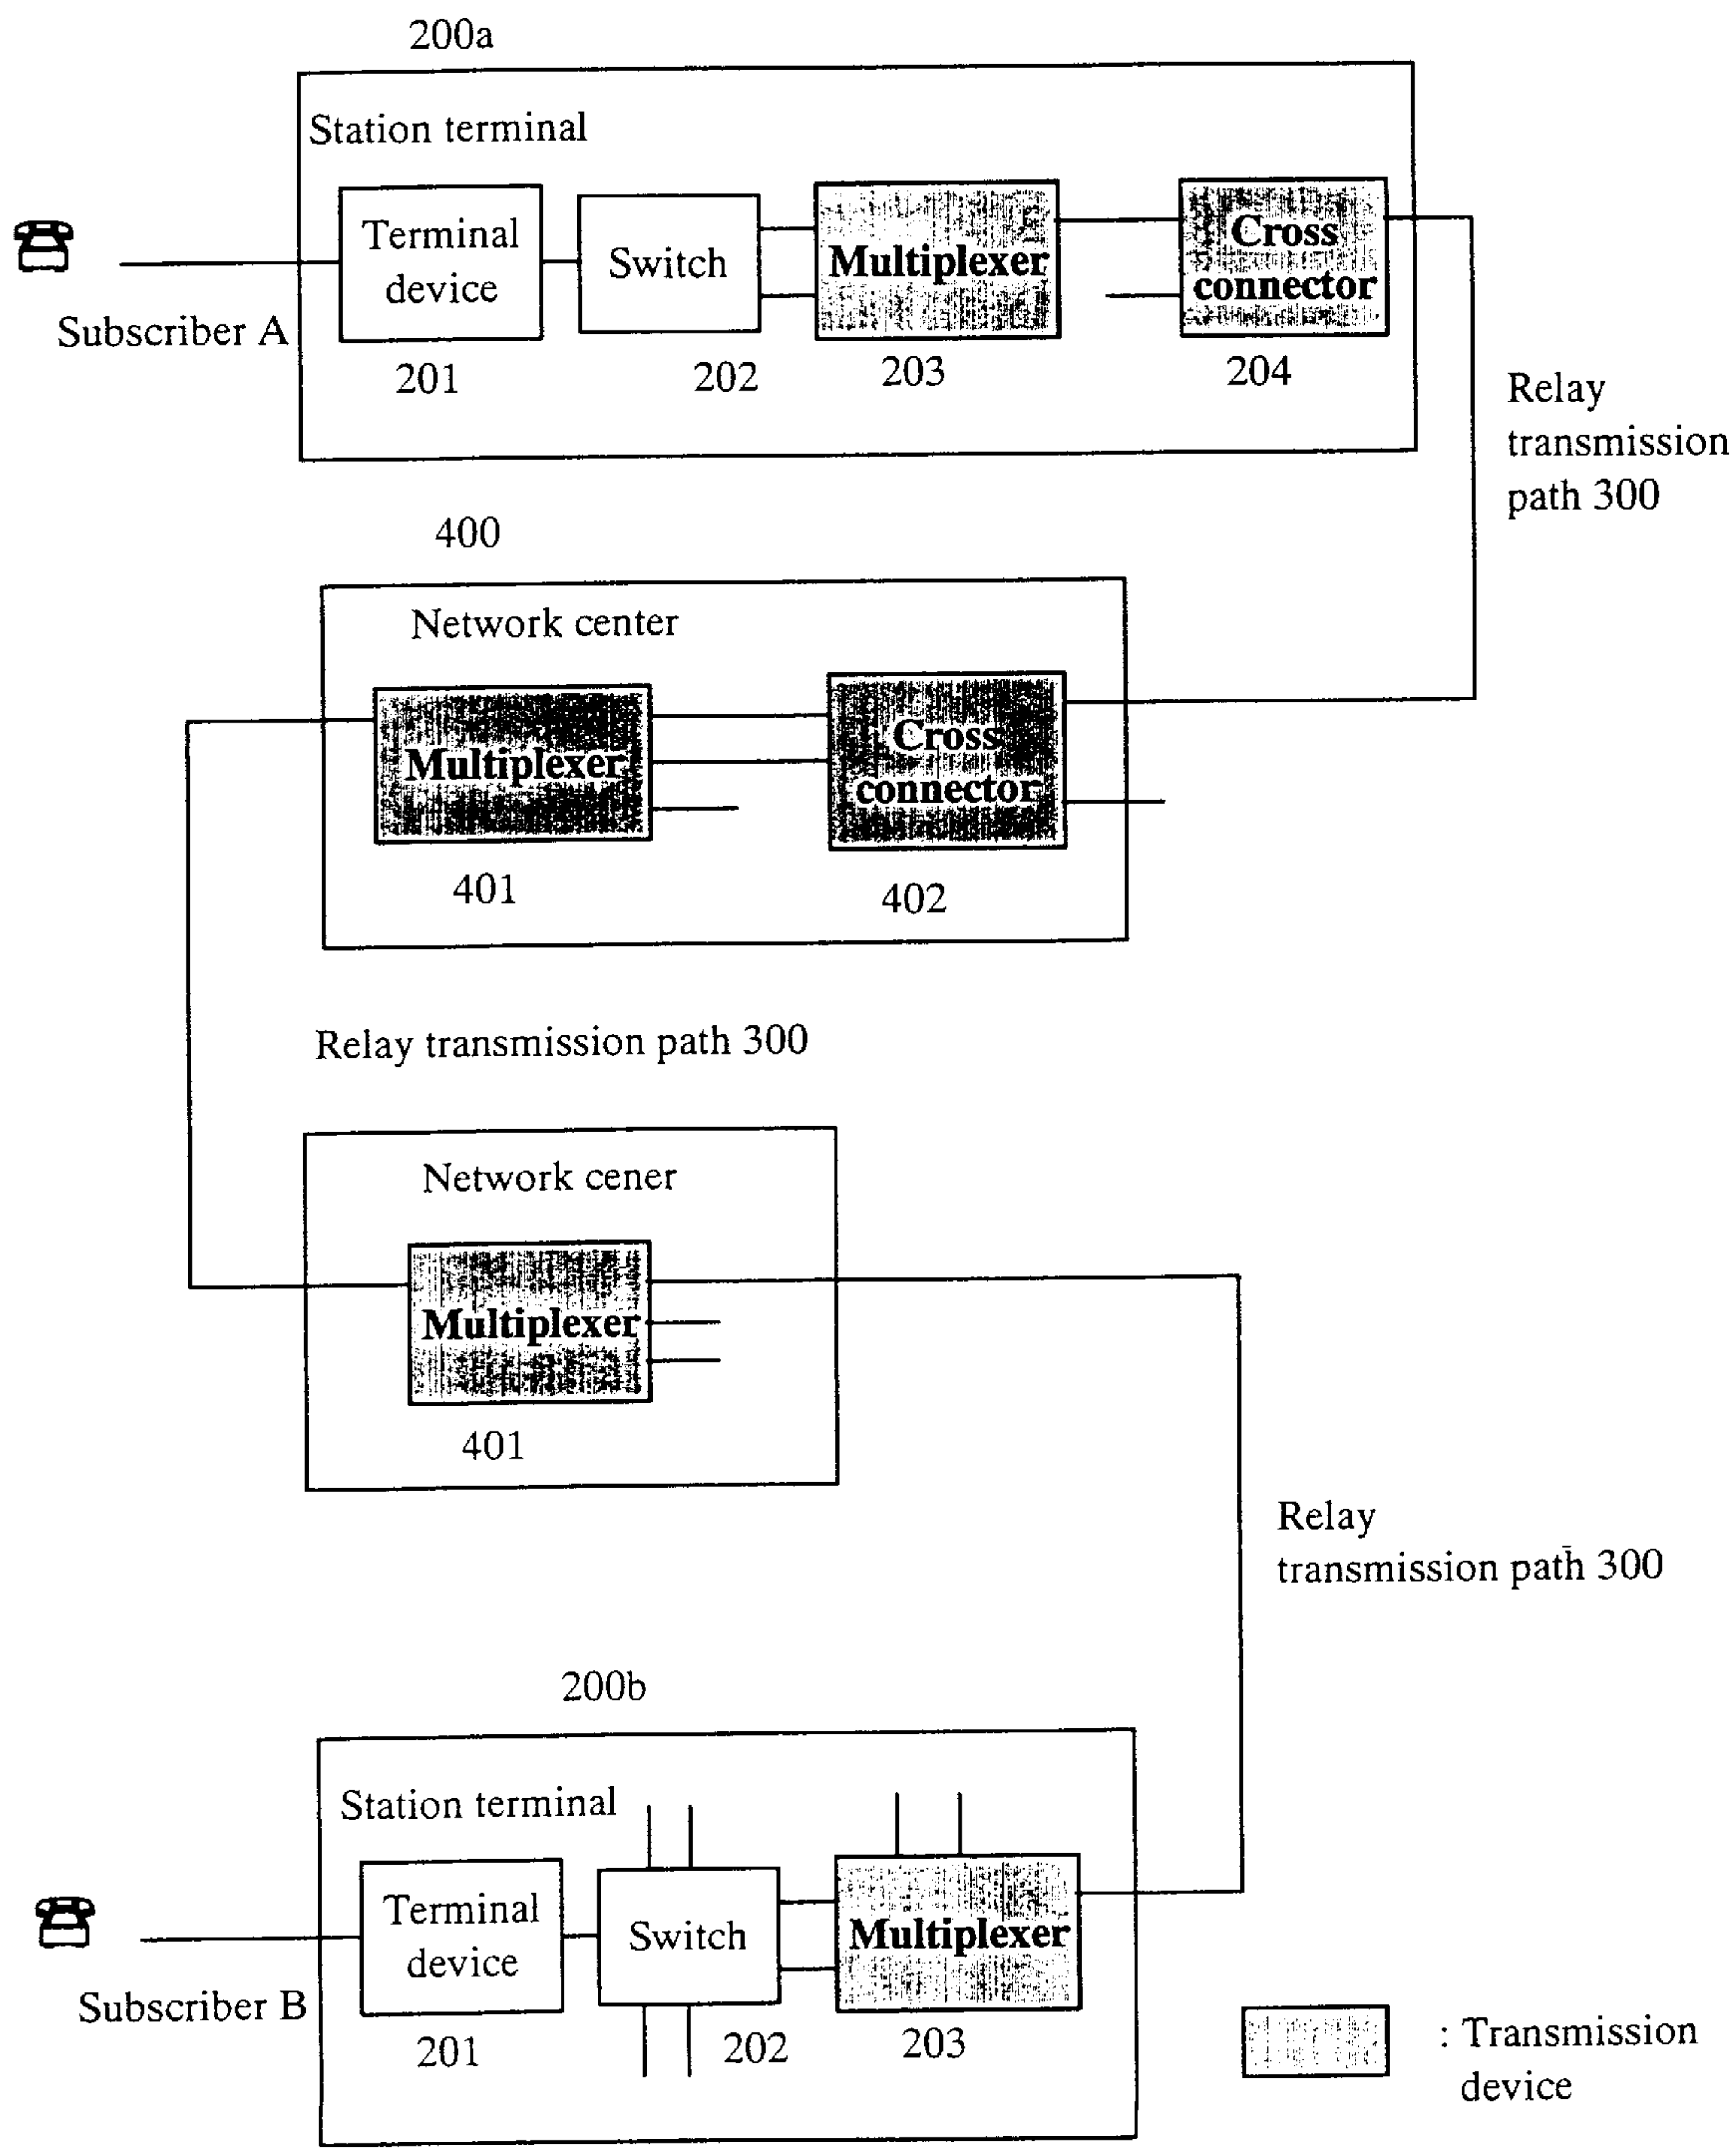 200a
Station terminal
Terminal
device
Switch
Multiplexer
Cross
connector
Subscriber A
201
202
203
204
Relay
transmission
path 300
400
Network center
Multiplexer
Cross
connector
401
402
Relay transmission path 300
Network cener
Multiplexer
401
Relay
transmission path 300
200b
Station terminal
Terminal
device
Switch
Multiplexer
Subscriber B
201
202
203
: Transmission
device